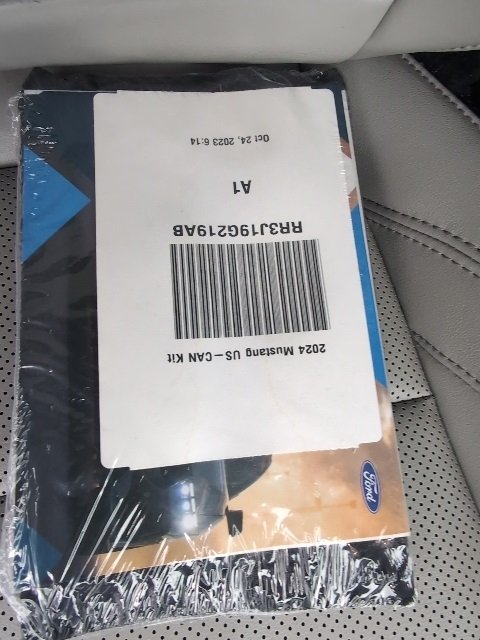 2024 Mustang US-CAN Kit
RR3J19G219AB
A1
Oct 24, 2023 6:14
Ford